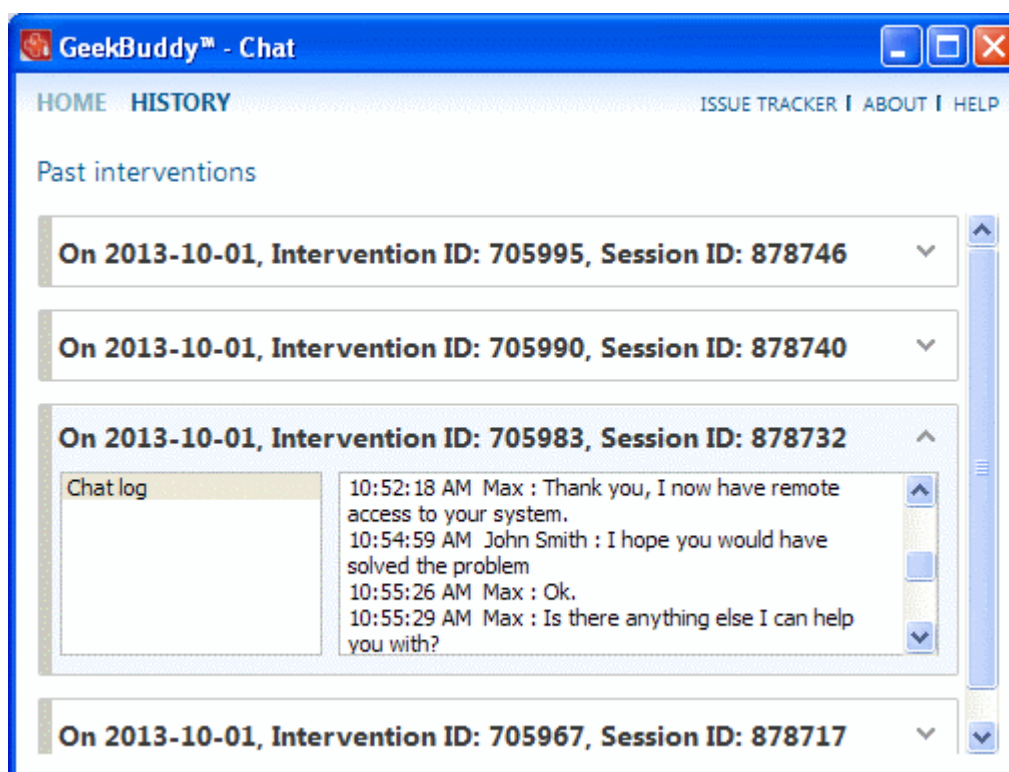 GeekBuddy™ - Chat
HOME HISTORY ISSUE TRACKER | ABOUT | HELP
Past interventions
On 2013-10-01, Intervention ID: 705995, Session ID: 878746
On 2013-10-01, Intervention ID: 705990, Session ID: 878740
On 2013-10-01, Intervention ID: 705983, Session ID: 878732
Chat log
10:52:18 AM Max : Thank you, I now have remote
access to your system.
10:54:59 AM John Smith : I hope you would have
solved the problem
10:55:26 AM Max : Ok.
10:55:29 AM Max : Is there anything else I can help
you with?
On 2013-10-01, Intervention ID: 705967, Session ID: 878717